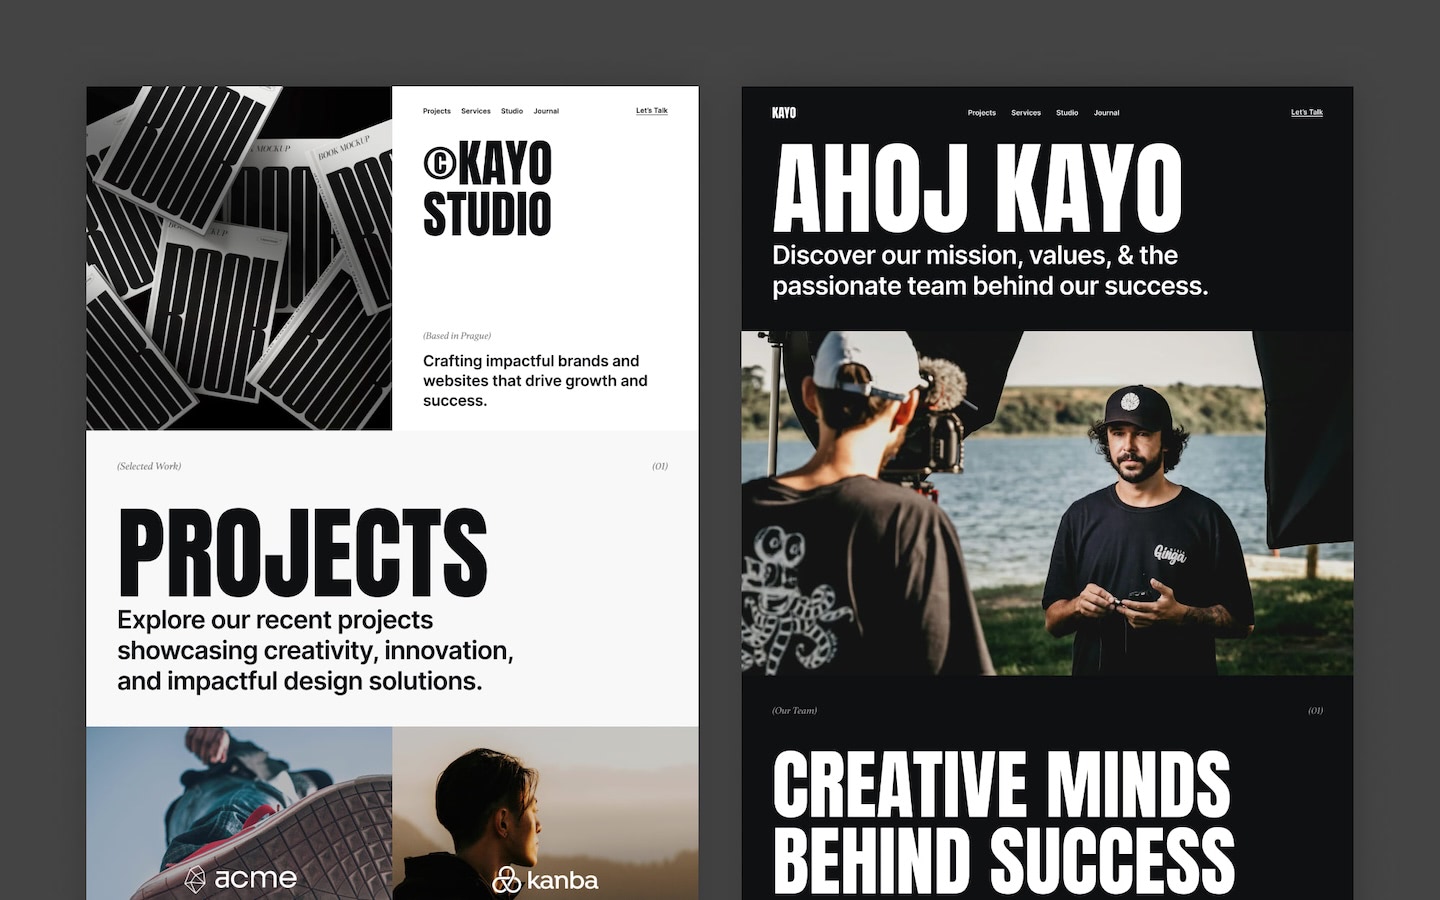 BOOK MOCKUP
BOOK MOCKUP
BOOK
BOOK
Projects
Services
Studio
Journal
Let's Talk
©KAYO
STUDIO
(Based in Prague)
Crafting impactful brands and
websites that drive growth and
success.
(Selected Work)
(01)
PROJECTS
Explore our recent projects
showcasing creativity, innovation,
and impactful design solutions.
acme
kanba
KAYO
Projects
Services
Studio
Journal
Let's Talk
AHOJ KAYO
Discover our mission, values, & the
passionate team behind our success.
Ginga
(Our Team)
(01)
CREATIVE MINDS
BEHIND SUCCESS